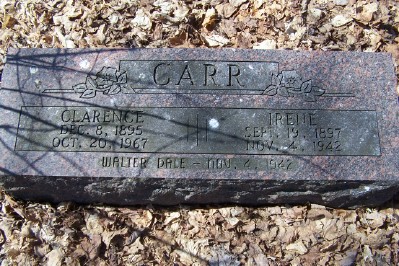 CARR
CLARENCE
DEC. 8, 1895
OCT. 20, 1967
IRENE
SEPT. 19, 1897
NOV. 4, 1942
WALTER DALE - NOV. 4, 1942